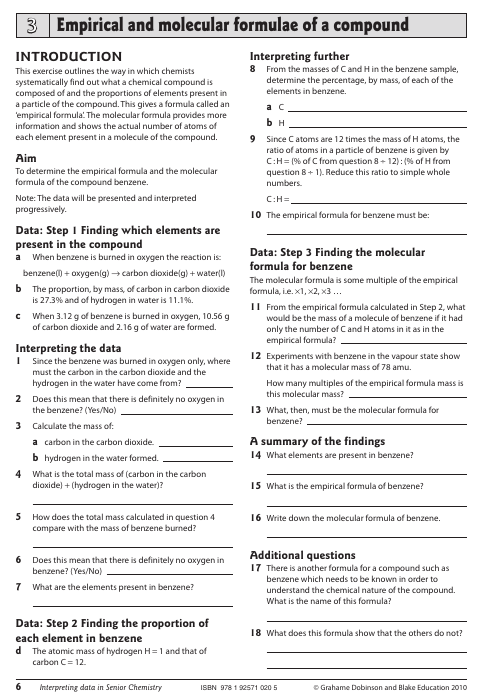 3 Empirical and molecular formulae of a compound
INTRODUCTION
This exercise outlines the way in which chemists
systematically find out what a chemical compound is
composed of and the proportions of elements present in
a particle of the compound. This gives a formula called an
'empirical formula'. The molecular formula provides more
information and shows the actual number of atoms of
each element present in a molecule of the compound.
Aim
To determine the empirical formula and the molecular
formula of the compound benzene.
Note: The data will be presented and interpreted
progressively.
Data: Step 1 Finding which elements are
present in the compound
a When benzene is burned in oxygen the reaction is:
benzene(l) + oxygen(g) → carbon dioxide(g) + water(l)
b The proportion, by mass, of carbon in carbon dioxide
is 27.3% and of hydrogen in water is 11.1%.
c When 3.12 g of benzene is burned in oxygen, 10.56 g
of carbon dioxide and 2.16 g of water are formed.
Interpreting the data
1 Since the benzene was burned in oxygen only, where
must the carbon in the carbon dioxide and the
hydrogen in the water have come from?
2 Does this mean that there is definitely no oxygen in
the benzene? (Yes/No)
3 Calculate the mass of:
a carbon in the carbon dioxide.
b hydrogen in the water formed.
4 What is the total mass of (carbon in the carbon
dioxide) + (hydrogen in the water)?
5 How does the total mass calculated in question 4
compare with the mass of benzene burned?
6 Does this mean that there is definitely no oxygen in
benzene? (Yes/No)
7 What are the elements present in benzene?
Data: Step 2 Finding the proportion of
each element in benzene
d The atomic mass of hydrogen H = 1 and that of
carbon C = 12.
Interpreting further
8 From the masses of C and H in the benzene sample,
determine the percentage, by mass, of each of the
elements in benzene.
a C
b H
9 Since C atoms are 12 times the mass of H atoms, the
ratio of atoms in a particle of benzene is given by
C : H = (% of C from question 8 ÷ 12) : (% of H from
question 8 ÷ 1). Reduce this ratio to simple whole
numbers.
C : H =
10 The empirical formula for benzene must be:
Data: Step 3 Finding the molecular
formula for benzene
The molecular formula is some multiple of the empirical
formula, i.e. ×1, ×2, ×3 …
11 From the empirical formula calculated in Step 2, what
would be the mass of a molecule of benzene if it had
only the number of C and H atoms in it as in the
empirical formula?
12 Experiments with benzene in the vapour state show
that it has a molecular mass of 78 amu.
How many multiples of the empirical formula mass is
this molecular mass?
13 What, then, must be the molecular formula for
benzene?
A summary of the findings
14 What elements are present in benzene?
15 What is the empirical formula of benzene?
16 Write down the molecular formula of benzene.
Additional questions
17 There is another formula for a compound such as
benzene which needs to be known in order to
understand the chemical nature of the compound.
What is the name of this formula?
18 What does this formula show that the others do not?
6 Interpreting data in Senior Chemistry ISBN 978 1 92571 020 5 © Grahame Dobinson and Blake Education 2010